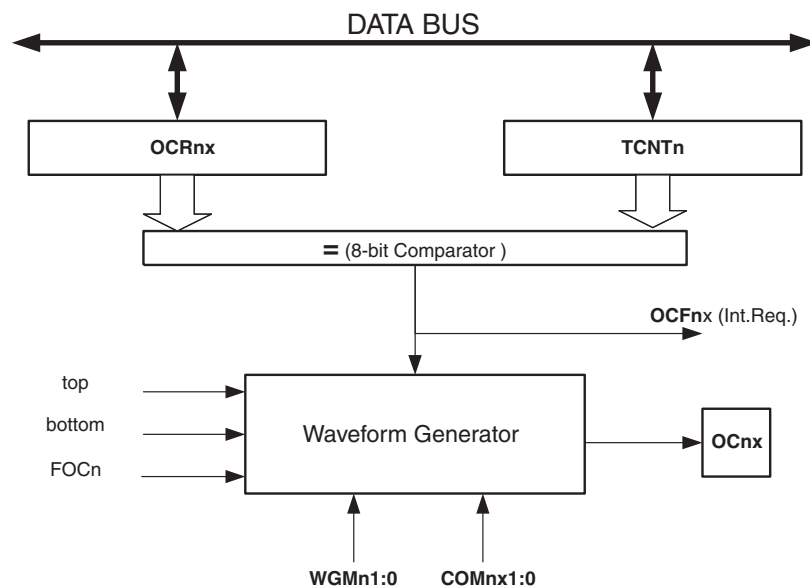 DATA BUS
OCRnx
TCNTn
= (8-bit Comparator )
OCFnx (Int.Req.)
top
bottom
FOCn
Waveform Generator
OCnx
WGMn1:0
COMnx1:0